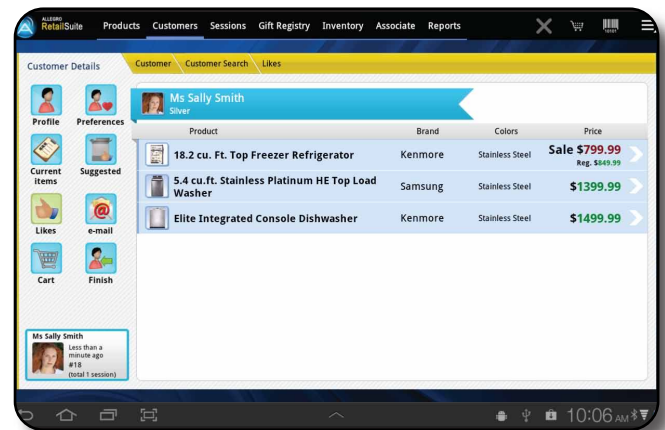 ALLEGRO
RetailSuite
Products Customers Sessions Gift Registry Inventory Associate Reports
10101
Customer Details
Customer Customer Search Likes
Profile Preferences
Current items
Suggested
Likes e-mail
Cart Finish
Ms Sally Smith
Silver
Product Brand Colors Price
18.2 cu. Ft. Top Freezer Refrigerator Kenmore Stainless Steel Sale $799.99
Reg. $849.99
5.4 cu.ft. Stainless Platinum HE Top Load
Washer
Samsung Stainless Steel $1399.99
Elite Integrated Console Dishwasher Kenmore Stainless Steel $1499.99
Ms Sally Smith
Less than a
minute ago
#18
(total 1 session)
10:06 AM